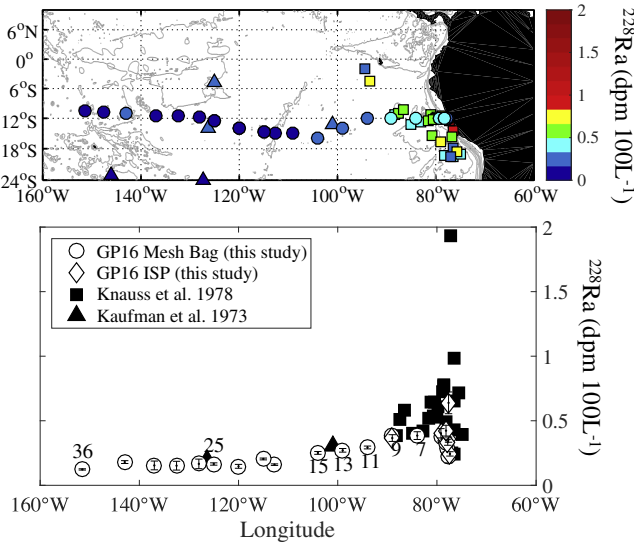 6°N
0°
6°S
12°S
18°S
24°S
160°W 140°W 120°W 100°W 80°W 60°W
2
1.5
1
0.5
0
²²⁸Ra (dpm 100L⁻¹)
GP16 Mesh Bag (this study)
GP16 ISP (this study)
Knauss et al. 1978
Kaufman et al. 1973
36
25
15
13
11
9
7
2
1.5
1
0.5
0
²²⁸Ra (dpm 100L⁻¹)
160°W 140°W 120°W 100°W 80°W 60°W
Longitude